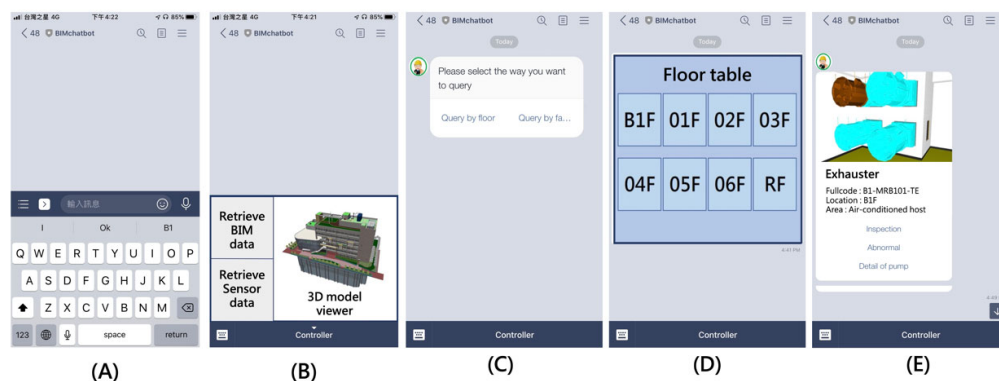 台灣之星 4G
下午4:22
85%
48 BIMchatbot
輸入訊息
I
Ok
B1
Q W E R T Y U I O P
A S D F G H J K L
Z X C V B N M
123
space
return
(A)
台灣之星 4G
下午4:21
85%
48 BIMchatbot
Retrieve
BIM
data
Retrieve
Sensor
data
3D model
viewer
Controller
(B)
48 BIMchatbot
Today
Please select the way you want
to query
Query by floor
Query by fa...
Controller
(C)
48 BIMchatbot
Today
Floor table
B1F 01F 02F 03F
04F 05F 06F RF
4:41 PM
Controller
(D)
48 BIMchatbot
Today
Exhauster
Fullcode : B1-MRB101-TE
Location : B1F
Area : Air-conditioned host
Inspection
Abnormal
Detail of pump
Controller
(E)